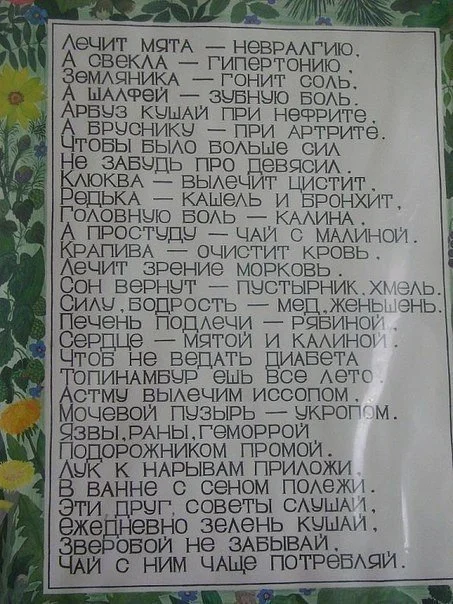 Лечит мята — невралгию,
А свекла — гипертонию,
Земляника — гонит соль,
А шалфей — зубную боль.
Арбуз кушай при нефрите,
А бруснику — при артрите.
Чтобы было больше сил
Не забудь про девясил.
Клюква — вылечит цистит,
Редька — кашель и бронхит,
Головную боль — калина,
А простуду — чай с малиной.
Крапива — очистит кровь,
Лечит зрение морковь.
Сон вернут — пустырник, хмель.
Силу, бодрость — мед, женьшень.
Печень подлечи — рябиной,
Сердце — мятой и калиной.
Чтоб не ведать диабета
Топинамбур ешь все лето.
Астму вылечим иссопом,
Мочевой пузырь — укропом.
Язвы, раны, геморрой
Подорожником промой.
Лук к нарывам приложи,
В ванне с сеном полежи.
Эти друг, советы слушай,
Ежедневно зелень кушай,
Зверобой не забывай.
Чай с ним чаще потребляй.